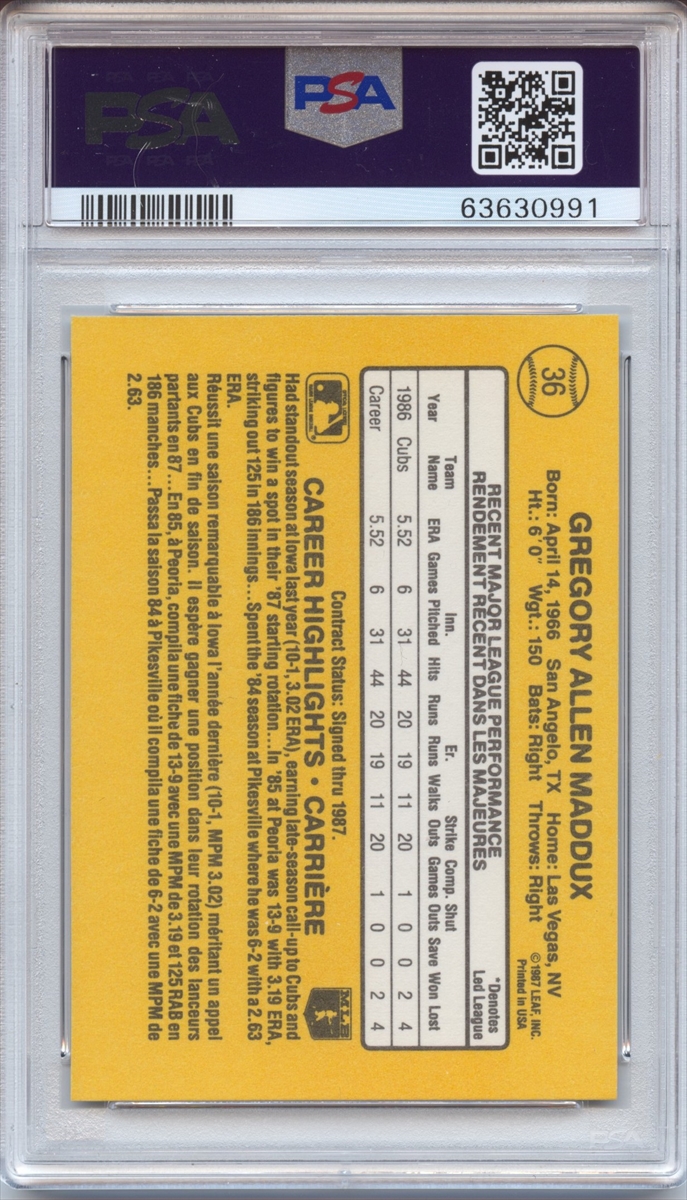 PSA
PSA
63630991
36
GREGORY ALLEN MADDUX
Born: April 14, 1966 San Angelo, TX Home: Las Vegas, NV
Ht.: 6'0" Wgt.: 150 Bats: Right Throws: Right
©1987 LEAF, INC.
Printed in USA
RECENT MAJOR LEAGUE PERFORMANCE
RENDEMENT RÉCENT DANS LES MAJEURES
*Denotes
Led League
Team Inn. Er. Strike Comp. Shut
Year Name ERA Games Pitched Hits Runs Runs Walks Outs Games Outs Save Won Lost
1986 Cubs 5.52 6 31 44 20 19 11 20 1 0 0 2 4
Career 5.52 6 31 44 20 19 11 20 1 0 0 2 4
Contract Status: Signed thru 1987.
CAREER HIGHLIGHTS • CARRIÈRE
MLB
Had standout season at Iowa last year (10-1, 3.02 ERA), earning late-season call-up to Cubs and
figures to win a spot in their '87 starting rotation...In '85 at Peoria was 13-9 with 3.19 ERA,
striking out 125 in 186 innings...Spent the '84 season at Pikesville where he was 6-2 with a 2.63
ERA.
Réussit une saison remarquable à Iowa l'année dernière (10-1, MPM 3.02) méritant un appel
aux Cubs en fin de saison. Il espère gagner une position dans leur rotation des lanceurs
partants en 87...En 85, à Peoria, compila une fiche de 13-9 avec une MPM de 3.19 et 125 RAB en
186 manches...Passa la saison 84 à Pikesville où il compila une fiche de 6-2 avec une MPM de
2.63.